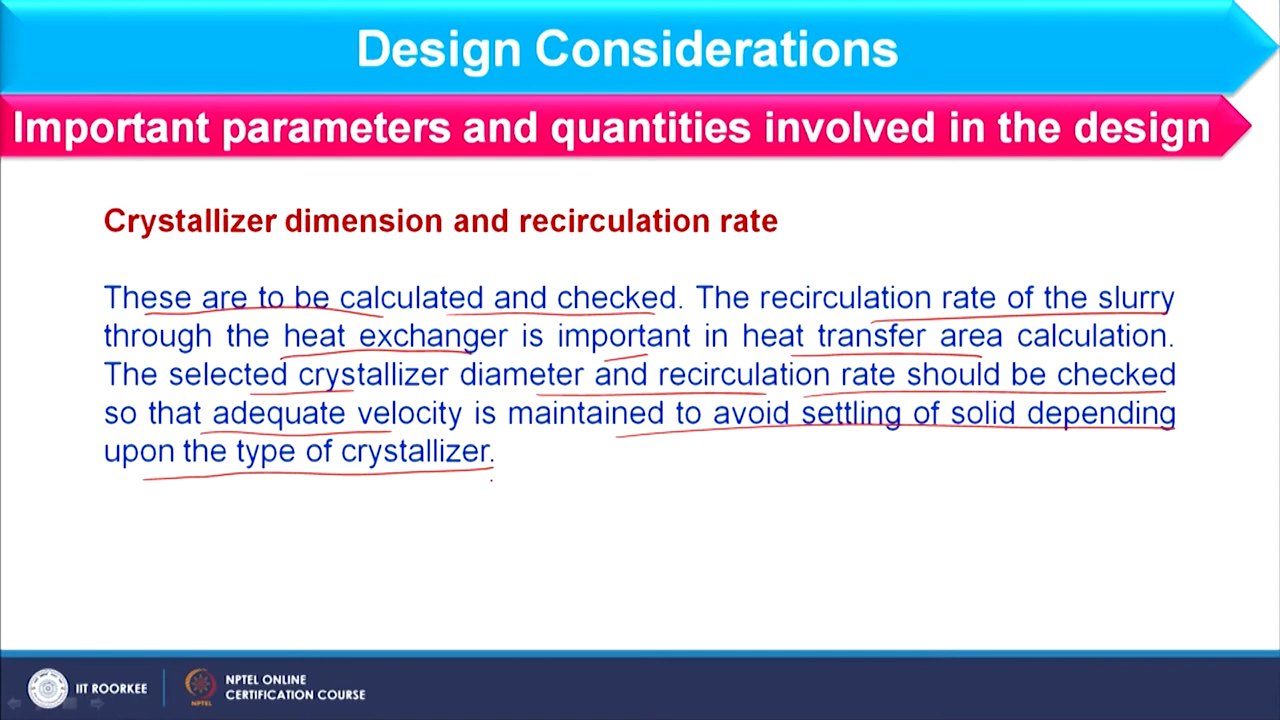 Design Considerations
Important parameters and quantities involved in the design
Crystallizer dimension and recirculation rate
These are to be calculated and checked. The recirculation rate of the slurry
through the heat exchanger is important in heat transfer area calculation.
The selected crystallizer diameter and recirculation rate should be checked
so that adequate velocity is maintained to avoid settling of solid depending
upon the type of crystallizer.
IIT ROORKEE
NPTEL
NPTEL ONLINE
CERTIFICATION COURSE